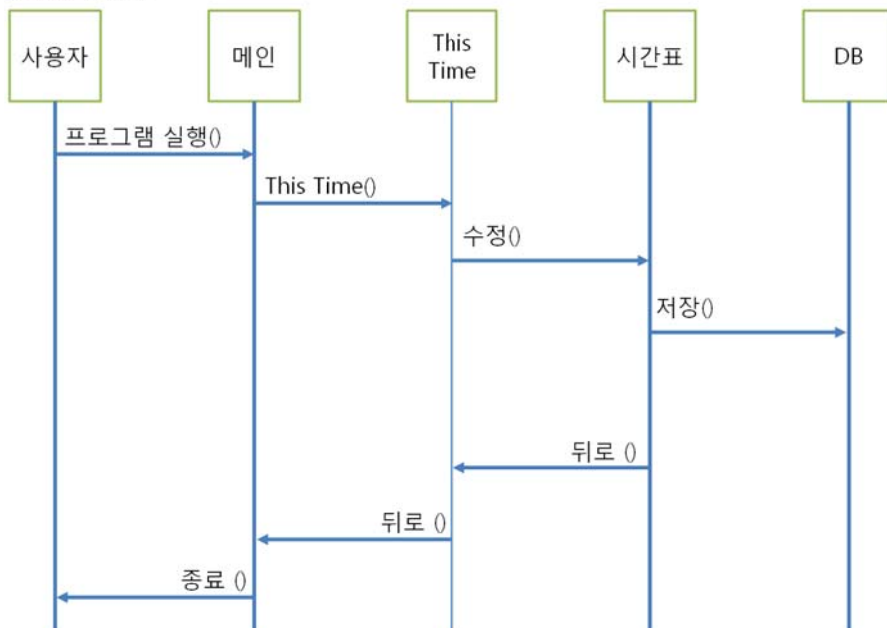 사용자
메인
This
Time
시간표
DB
프로그램 실행()
This Time()
수정()
저장()
뒤로 ()
뒤로 ()
종료 ()